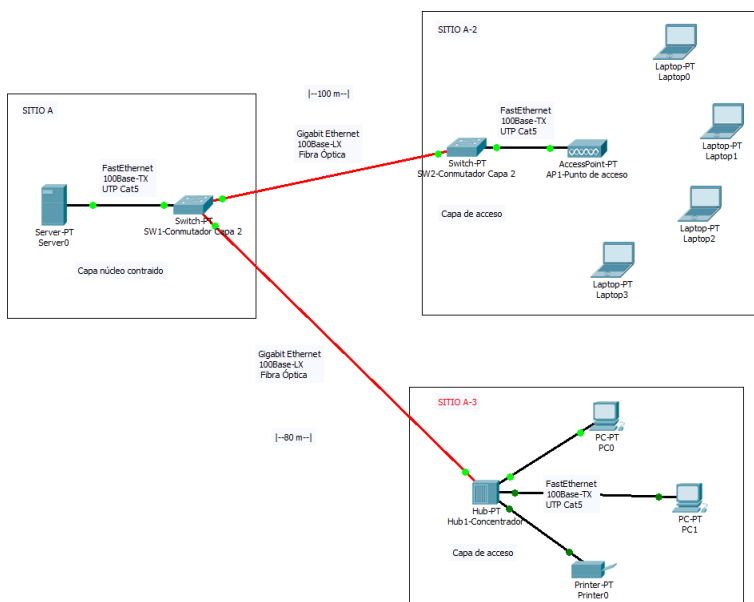 SITIO A
FastEthernet
100Base-TX
UTP Cat5
Server-PT
Server0
Switch-PT
SW1-Conmutador Capa 2
Capa núcleo contraido
|--100 m--|
Gigabit Ethernet
100Base-LX
Fibra Óptica
SITIO A-2
Laptop-PT
Laptop0
FastEthernet
100Base-TX
UTP Cat5
Switch-PT
SW2-Conmutador Capa 2
AccessPoint-PT
AP1-Punto de acceso
Laptop-PT
Laptop1
Capa de acceso
Laptop-PT
Laptop2
Laptop-PT
Laptop3
Gigabit Ethernet
100Base-LX
Fibra Óptica
|--80 m--|
SITIO A-3
PC-PT
PC0
FastEthernet
100Base-TX
UTP Cat5
Hub-PT
Hub1-Concentrador
PC-PT
PC1
Capa de acceso
Printer-PT
Printer0